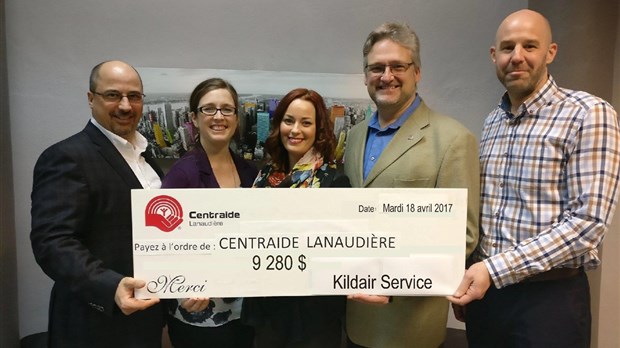 Centraide
Lanaudière
Date: Mardi 18 avril 2017
Payez à l'ordre de : CENTRAIDE LANAUDIÈRE
9 280 $
Merci
Kildair Service